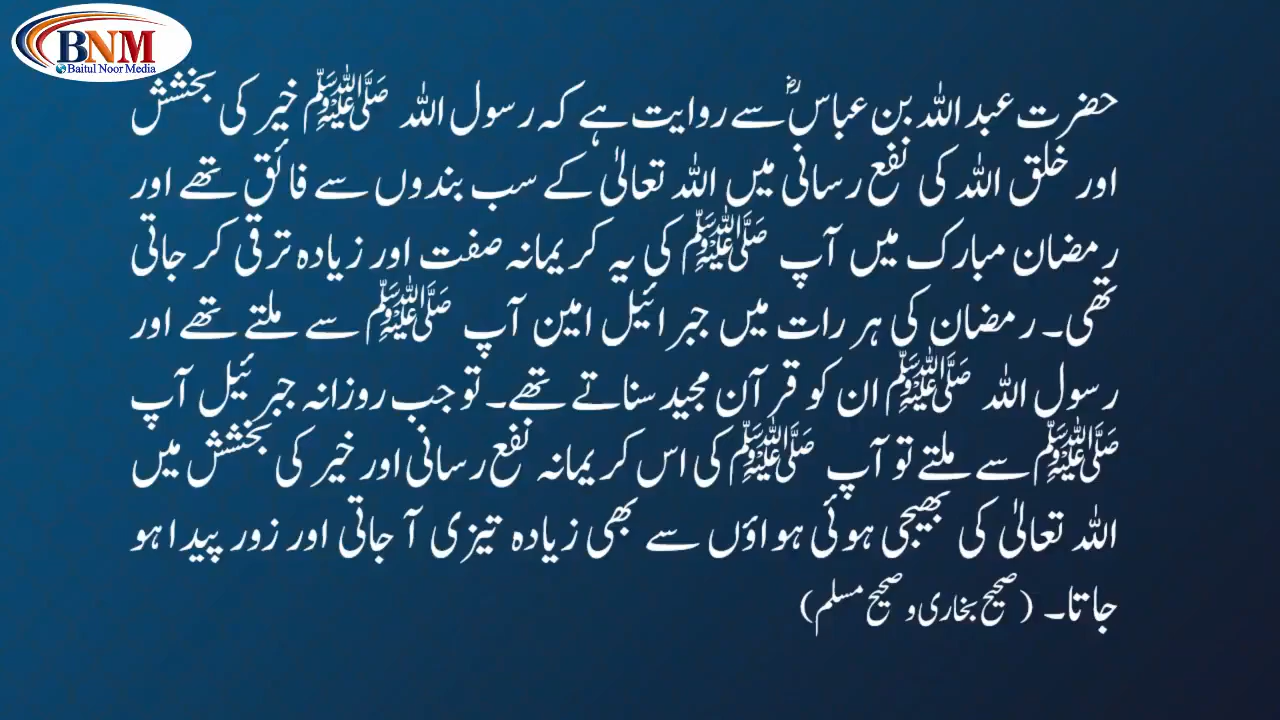 BNM
Baitul Noor Media
حضرت عبد اللہ بن عباسؓ سے روایت ہے کہ رسول اللہ ﷺ خیر کی بخشش
اور خلق اللہ کی نفع رسانی میں اللہ تعالیٰ کے سب بندوں سے فائق تھے اور
رمضان مبارک میں آپ ﷺ کی یہ کریمانہ صفت اور زیادہ ترقی کر جاتی
تھی۔ رمضان کی ہر رات میں جبرائیل امین آپ ﷺ سے ملتے تھے اور
رسول اللہ ﷺ ان کو قرآن مجید سناتے تھے۔ تو جب روزانہ جبرئیل آپ
ﷺ سے ملتے تو آپ ﷺ کی اس کریمانہ نفع رسانی اور خیر کی بخشش میں
اللہ تعالیٰ کی بھیجی ہوئی ہواؤں سے بھی زیادہ تیزی آ جاتی اور زور پیدا ہو
جاتا۔ (صحیح بخاری و صحیح مسلم)